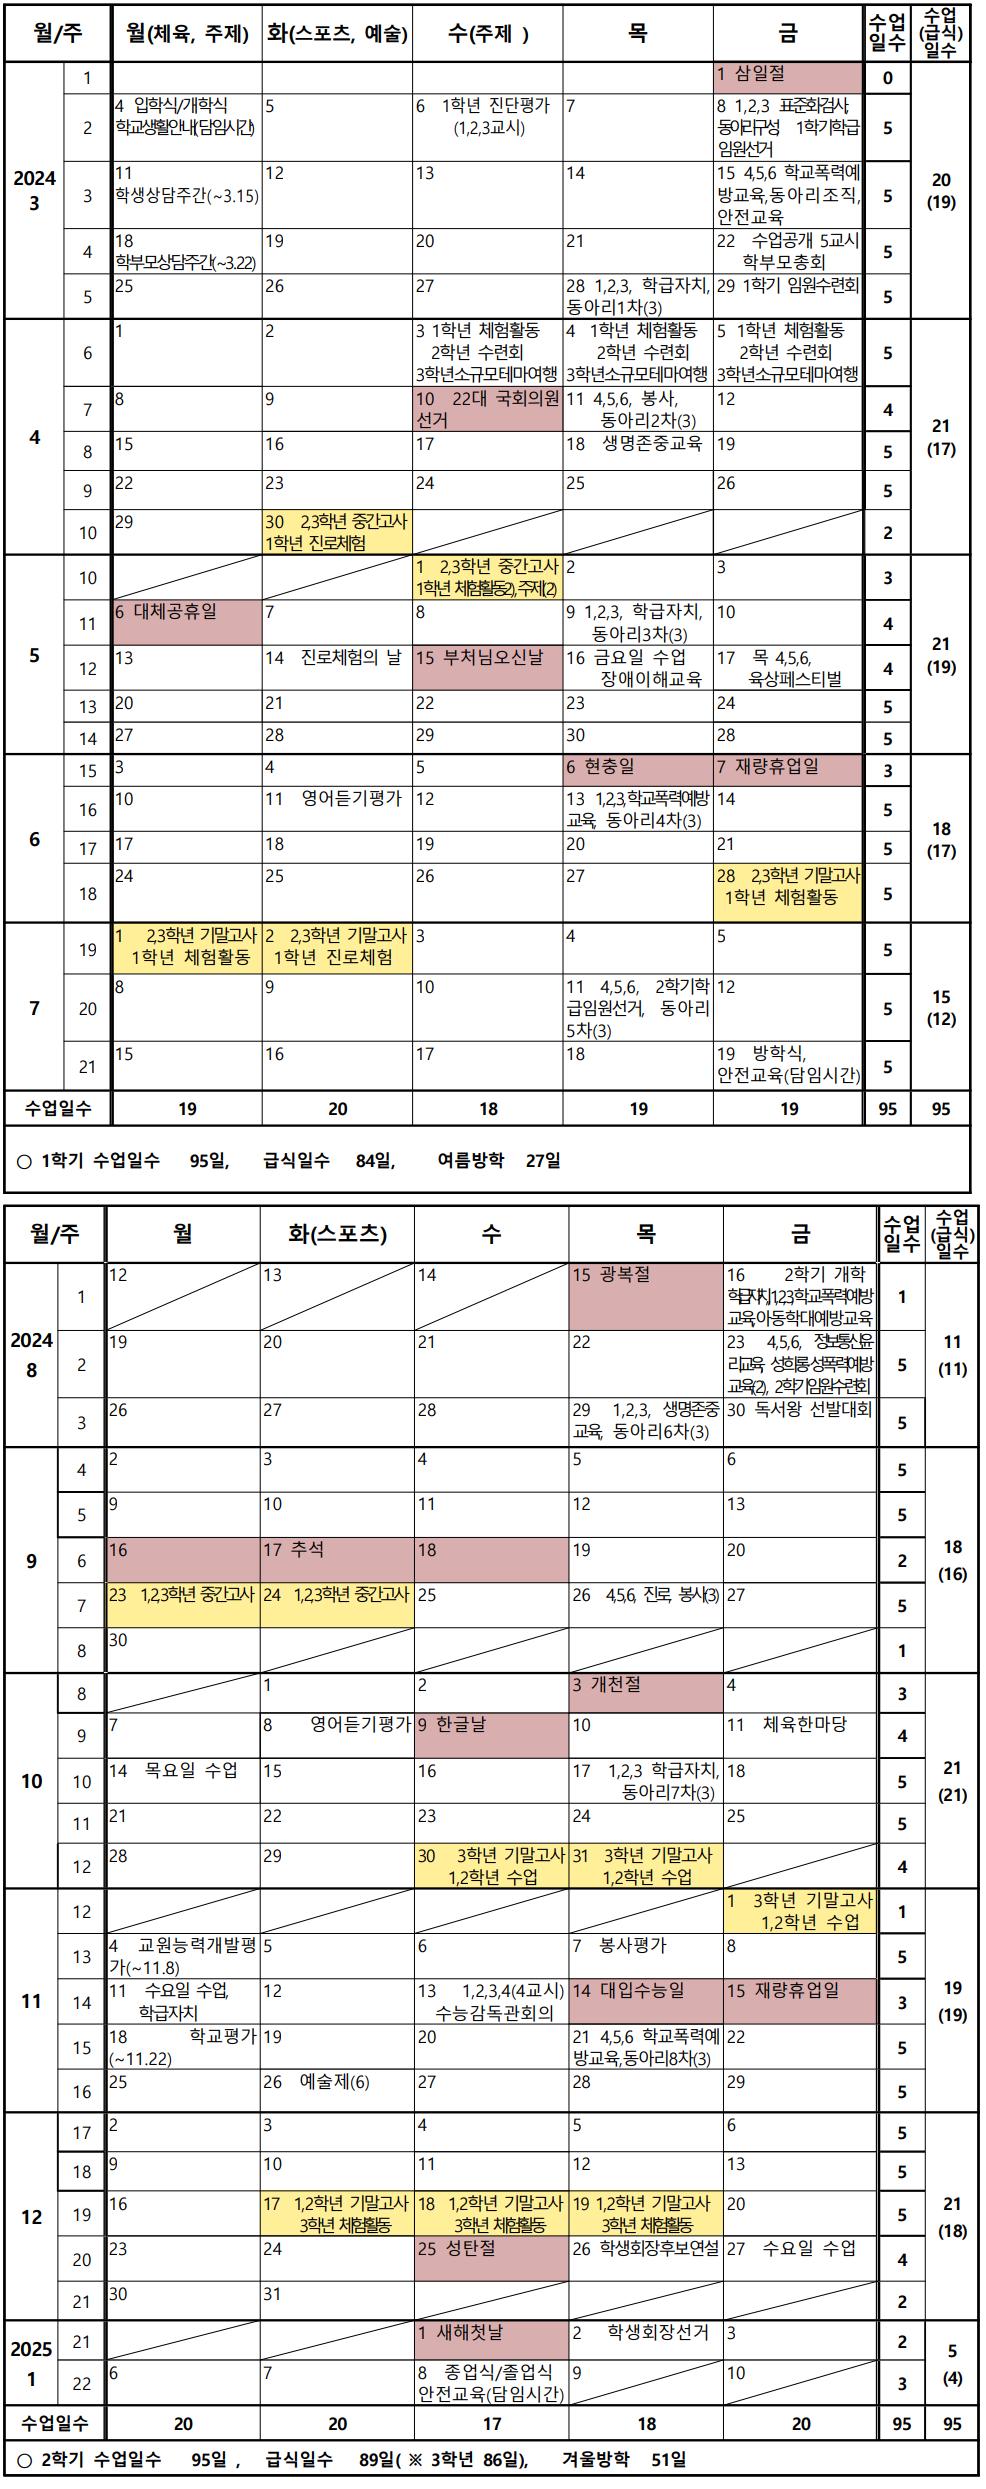 월/주 월(체육, 주제) 화(스포츠, 예술) 수(주제 ) 목 금 수업일수 수업(급식)일수
2024 3
1 1 삼일절 0
2 4 입학식/개학식 5 6 1학년 진단평가 7 8 1,2,3 표준화검사, 5
학교생활안내(담임시간) (1,2,3교시) 동아리구성 1학기학급
임원선거
3 11 12 13 14 15 4,5,6 학교폭력예 5 20
학생상담주간(~3.15) 방교육,동아리조직, (19)
안전교육
4 18 19 20 21 22 수업공개 5교시 5
학부모상담주간(~3.22) 학부모총회
5 25 26 27 28 1,2,3, 학급자치, 29 1학기 임원수련회 5
동아리1차(3)
4
6 1 2 3 1학년 체험활동 4 1학년 체험활동 5 1학년 체험활동 5
2학년 수련회 2학년 수련회 2학년 수련회
3학년소규모테마여행 3학년소규모테마여행 3학년소규모테마여행
7 8 9 10 22대 국회의원 11 4,5,6, 봉사, 12 4 21
선거 동아리2차(3) (17)
8 15 16 17 18 생명존중교육 19 5
9 22 23 24 25 26 5
10 29 30 2,3학년 중간고사 2
1학년 진로체험
5
10 1 2,3학년 중간고사 2 3 3
1학년 체험활동2),주제(2)
11 6 대체공휴일 7 8 9 1,2,3, 학급자치, 10 4
동아리3차(3)
12 13 14 진로체험의 날 15 부처님오신날 16 금요일 수업 17 목 4,5,6, 4 21
장애이해교육 육상페스티벌 (19)
13 20 21 22 23 24 5
14 27 28 29 30 28 5
6
15 3 4 5 6 현충일 7 재량휴업일 3
16 10 11 영어듣기평가 12 13 1,2,3,학교폭력예방 14 5
교육, 동아리4차(3)
17 17 18 19 20 21 5 18
(17)
18 24 25 26 27 28 2,3학년 기말고사 5
1학년 체험활동
7
19 1 2,3학년 기말고사 2 2,3학년 기말고사 3 4 5 5
1학년 체험활동 1학년 진로체험
20 8 9 10 11 4,5,6, 2학기학 12 5 15
급임원선거, 동아리 (12)
5차(3)
21 15 16 17 18 19 방학식, 5
안전교육(담임시간)
수업일수 19 20 18 19 19 95 95
○ 1학기 수업일수 95일, 급식일수 84일, 여름방학 27일
월/주 월 화(스포츠) 수 목 금 수업일수 수업(급식)일수
2024 8
1 12 13 14 15 광복절 16 2학기 개학 1
학급자치,1,2,3학교폭력예방
교육,아동학대예방교육
2 19 20 21 22 23 4,5,6, 정보통신윤 5 11
리교육, 성희롱성폭력예방 (11)
교육(2), 2학기임원수련회
3 26 27 28 29 1,2,3, 생명존중 30 독서왕 선발대회 5
교육, 동아리6차(3)
9
4 2 3 4 5 6 5
5 9 10 11 12 13 5
6 16 17 추석 18 19 20 2 18
(16)
7 23 1,2,3학년 중간고사 24 1,2,3학년 중간고사 25 26 4,5,6, 진로, 봉사(3) 27 5
8 30 1
10
8 1 2 3 개천절 4 3
9 7 8 영어듣기평가 9 한글날 10 11 체육한마당 4
10 14 목요일 수업 15 16 17 1,2,3 학급자치, 18 5 21
동아리7차(3) (21)
11 21 22 23 24 25 5
12 28 29 30 3학년 기말고사 31 3학년 기말고사 4
1,2학년 수업 1,2학년 수업
11
12 1 3학년 기말고사 1
1,2학년 수업
13 4 교원능력개발평 5 6 7 봉사평가 8 5
가(~11.8)
14 11 수요일 수업, 12 13 1,2,3,4(4교시) 14 대입수능일 15 재량휴업일 3 19
학급자치 수능감독관회의 (19)
15 18 학교평가 19 20 21 4,5,6 학교폭력예 22 5
(~11.22) 방교육,동아리8차(3)
16 25 26 예술제(6) 27 28 29 5
12
17 2 3 4 5 6 5
18 9 10 11 12 13 5
19 16 17 1,2학년 기말고사 18 1,2학년 기말고사 19 1,2학년 기말고사 20 5 21
3학년 체험활동 3학년 체험활동 3학년 체험활동 (18)
20 23 24 25 성탄절 26 학생회장후보연설 27 수요일 수업 4
21 30 31 2
2025 1
21 1 새해첫날 2 학생회장선거 3 2 5
(4)
22 6 7 8 종업식/졸업식 9 10 3
안전교육(담임시간)
수업일수 20 20 17 18 20 95 95
○ 2학기 수업일수 95일 , 급식일수 89일( ※ 3학년 86일), 겨울방학 51일